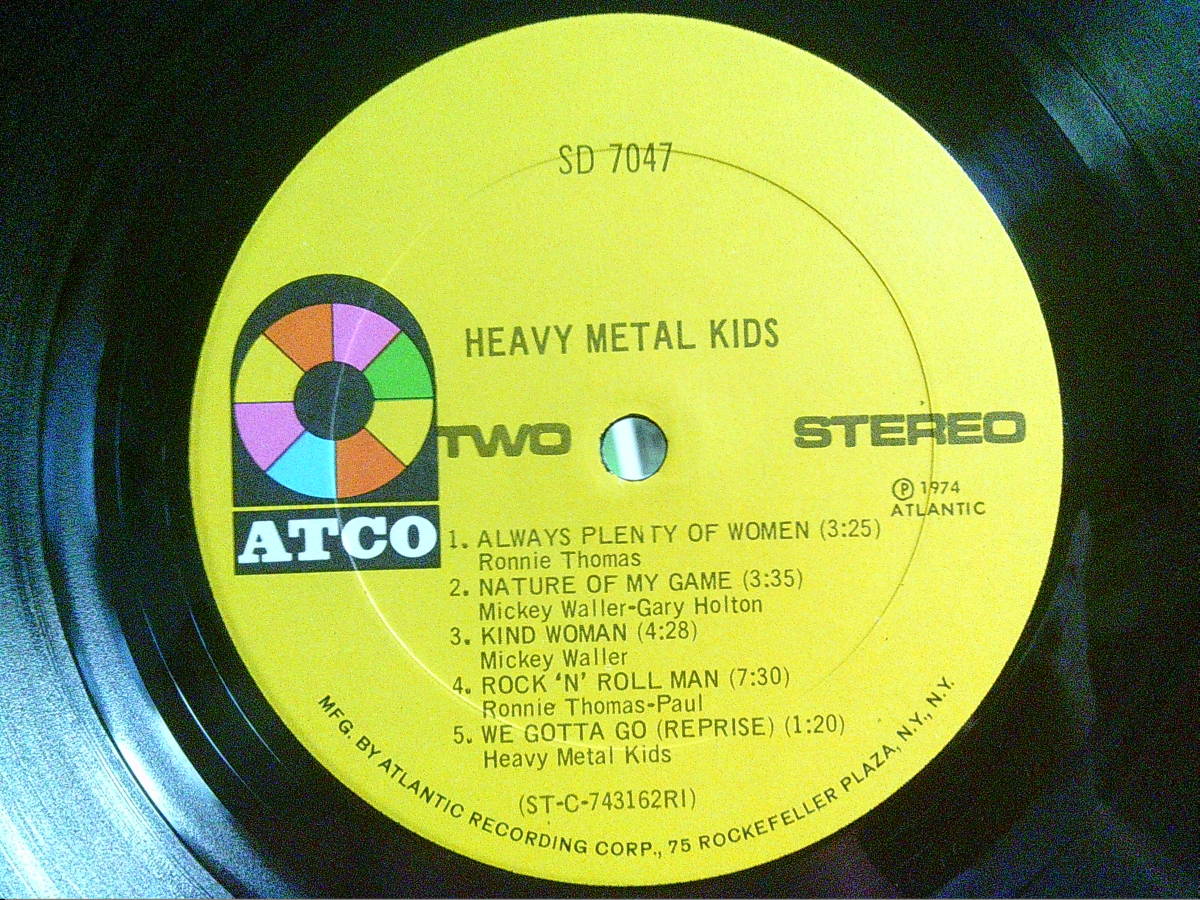 SD 7047
HEAVY METAL KIDS
TWO
STEREO
Ⓟ 1974
ATLANTIC
ATCO
1. ALWAYS PLENTY OF WOMEN (3:25)
Ronnie Thomas
2. NATURE OF MY GAME (3:35)
Mickey Waller-Gary Holton
3. KIND WOMAN (4:28)
Mickey Waller
4. ROCK 'N' ROLL MAN (7:30)
Ronnie Thomas-Paul
5. WE GOTTA GO (REPRISE) (1:20)
Heavy Metal Kids
(ST-C-743162RI)
MFG. BY ATLANTIC RECORDING CORP., 75 ROCKEFELLER PLAZA, N.Y., N.Y.